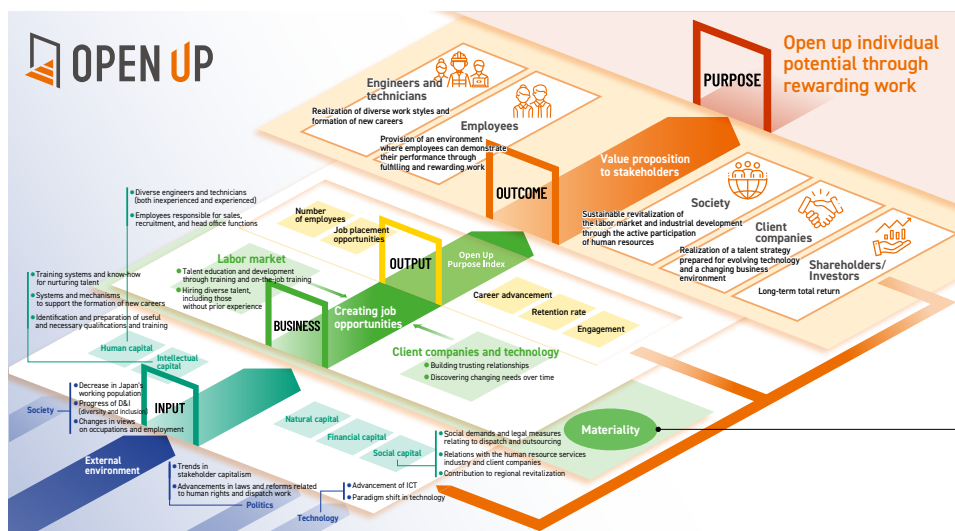 OPEN UP
PURPOSE
Open up individual
potential through
rewarding work
Engineers and
technicians
Realization of diverse work styles and
formation of new careers
Employees
Provision of an environment
where employees can demonstrate
their performance through
fulfilling and rewarding work
OUTCOME
Value proposition
to stakeholders
Society
Sustainable revitalization of
the labor market and industrial development
through the active participation
of human resources
Client
companies
Realization of a talent strategy
prepared for evolving technology
and a changing business
environment
Shareholders/
Investors
Long-term total return
Diverse engineers and technicians
(both inexperienced and experienced)
Employees responsible for sales,
recruitment, and head office functions
Number
of employees
Job placement
opportunities
OUTPUT
Open Up
Purpose Index
Labor market
Talent education and development
through training and on-the-job training
Hiring diverse talent,
including those
without prior experience
BUSINESS
Creating job
opportunities
Career advancement
Retention rate
Engagement
Training systems and know-how
for nurturing talent
Systems and mechanisms
to support the formation of new careers
Identification and preparation of useful
and necessary qualifications and training
Human capital
Intellectual
capital
Client companies and technology
Building trusting relationships
Discovering changing needs over time
INPUT
Society
Decrease in Japan's
working population
Progress of D&I
(diversity and inclusion)
Changes in views
on occupations and employment
Natural capital
Financial capital
Social capital
Social demands and legal measures
relating to dispatch and outsourcing
Relations with the human resource services
industry and client companies
Contribution to regional revitalization
Materiality
External
environment
Trends in
stakeholder capitalism
Advancements in laws and reforms related
to human rights and dispatch work
Politics
Technology
Advancement of ICT
Paradigm shift in technology